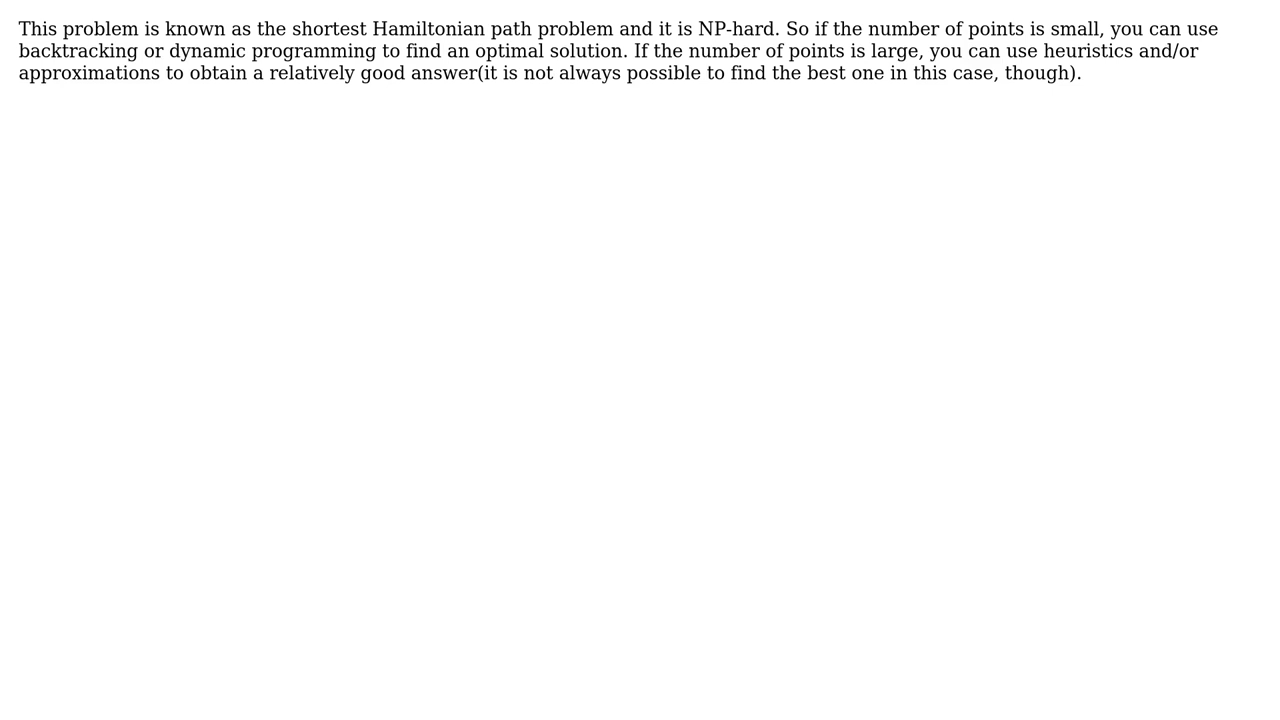 This problem is known as the shortest Hamiltonian path problem and it is NP-hard. So if the number of points is small, you can use
backtracking or dynamic programming to find an optimal solution. If the number of points is large, you can use heuristics and/or
approximations to obtain a relatively good answer(it is not always possible to find the best one in this case, though).